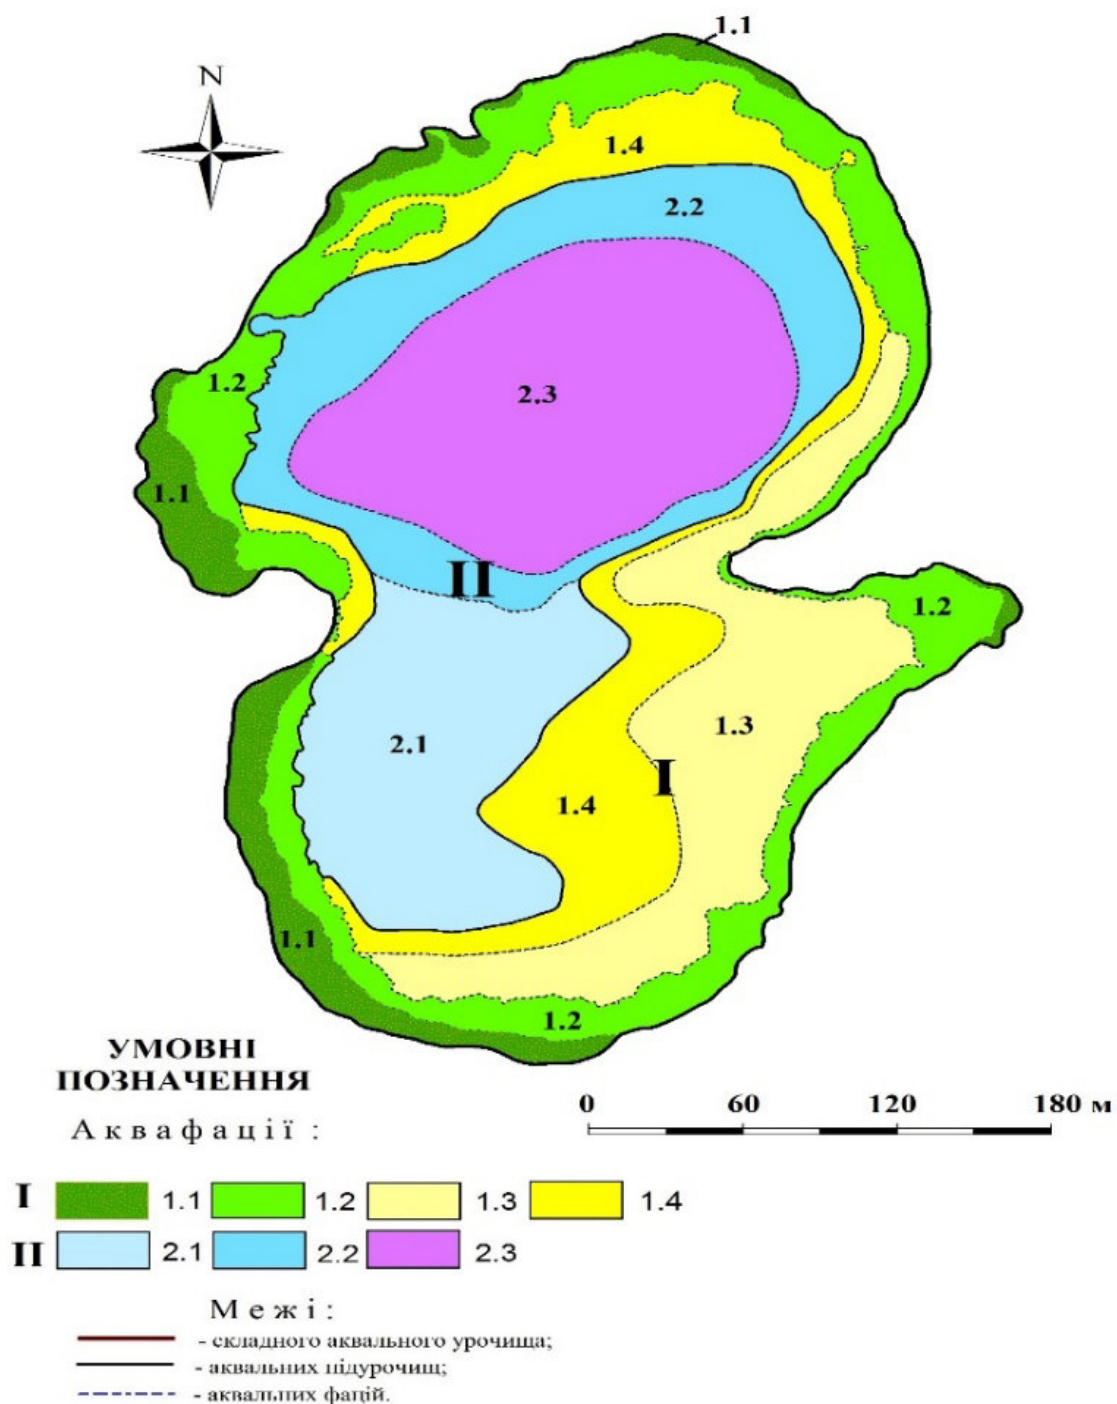 1.1
N
1.4
2.2
1.2
2.3
1.1
II
1.2
2.1
1.3
I
1.4
1.1
1.2
УМОВНІ
ПОЗНАЧЕННЯ
0 60 120 180 м
Аквафації :
I 1.1 1.2 1.3 1.4
II 2.1 2.2 2.3
Межі:
- складного аквального урочища;
- аквальних підурочищ;
- аквальних фацій.